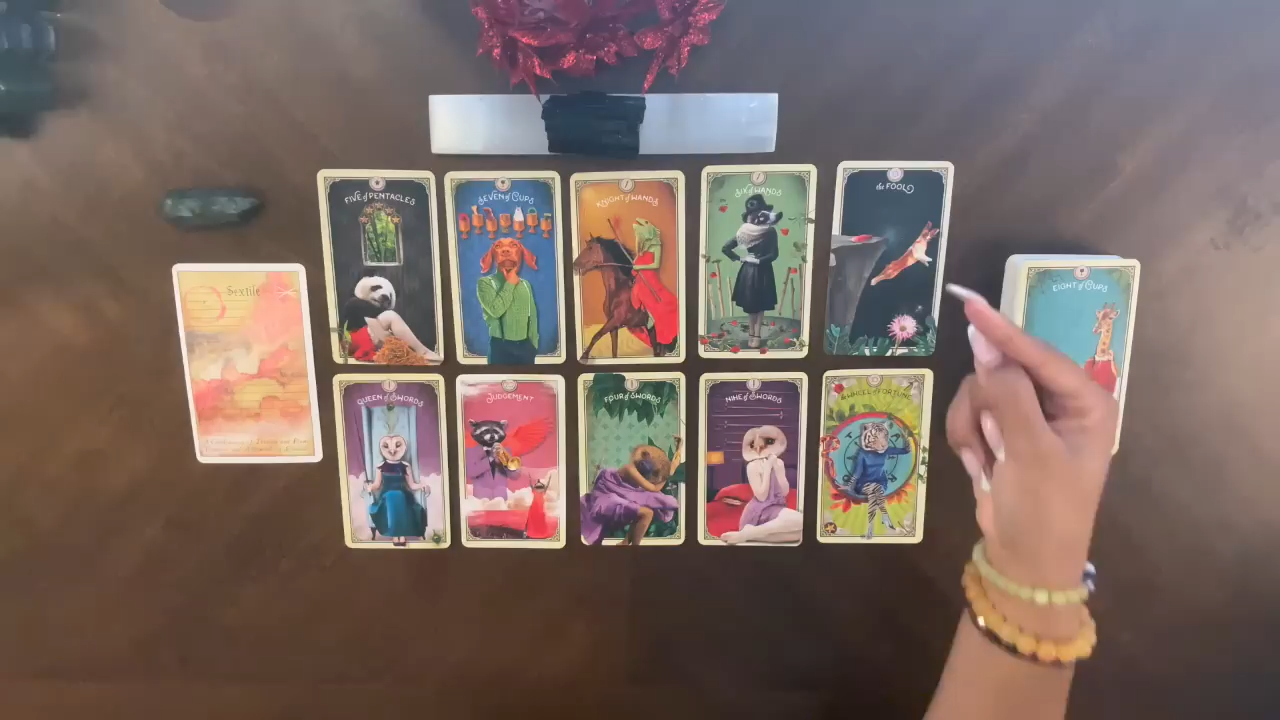 FIVE of PENTACLES
SEVEN of CUPS
KNIGHT of WANDS
SIX of WANDS
the FOOL
Sextile
EIGHT of CUPS
QUEEN of SWORDS
JUDGEMENT
FOUR of SWORDS
NINE of SWORDS
WHEEL of FORTUNE